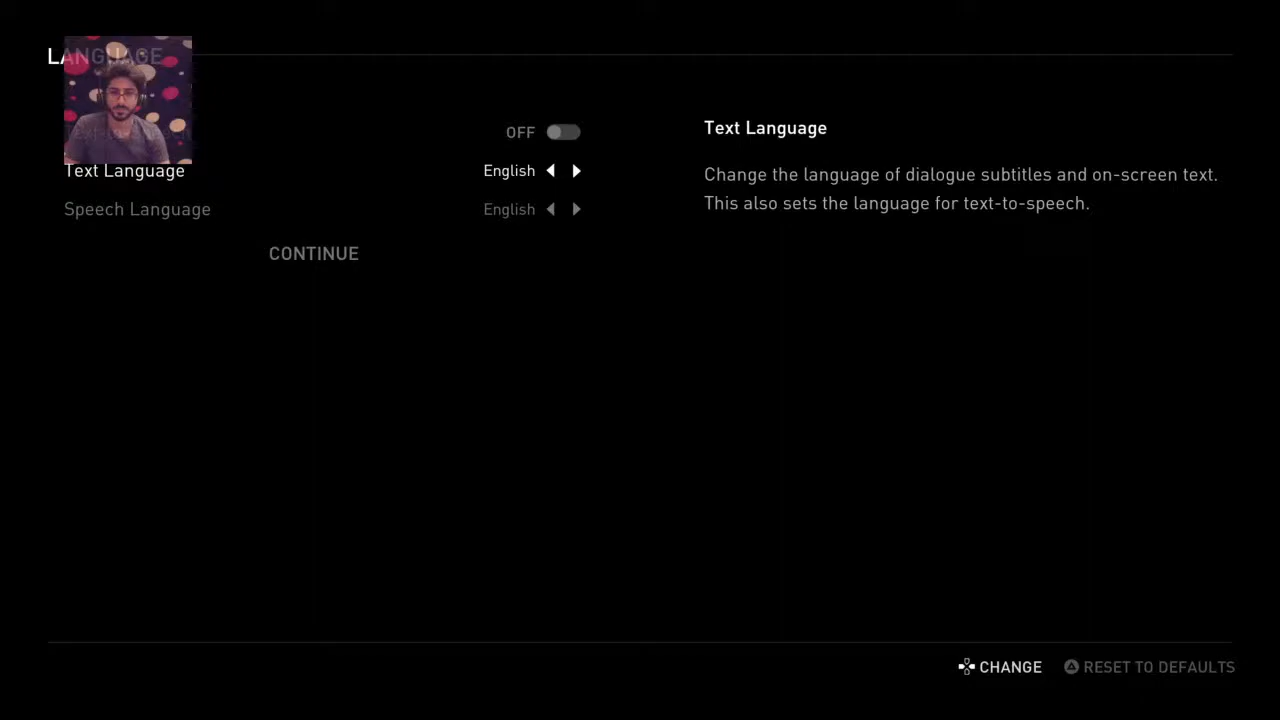 LANGUAGE
OFF
Text Language
English
Speech Language
English
CONTINUE
Text Language
Change the language of dialogue subtitles and on-screen text.
This also sets the language for text-to-speech.
CHANGE
RESET TO DEFAULTS